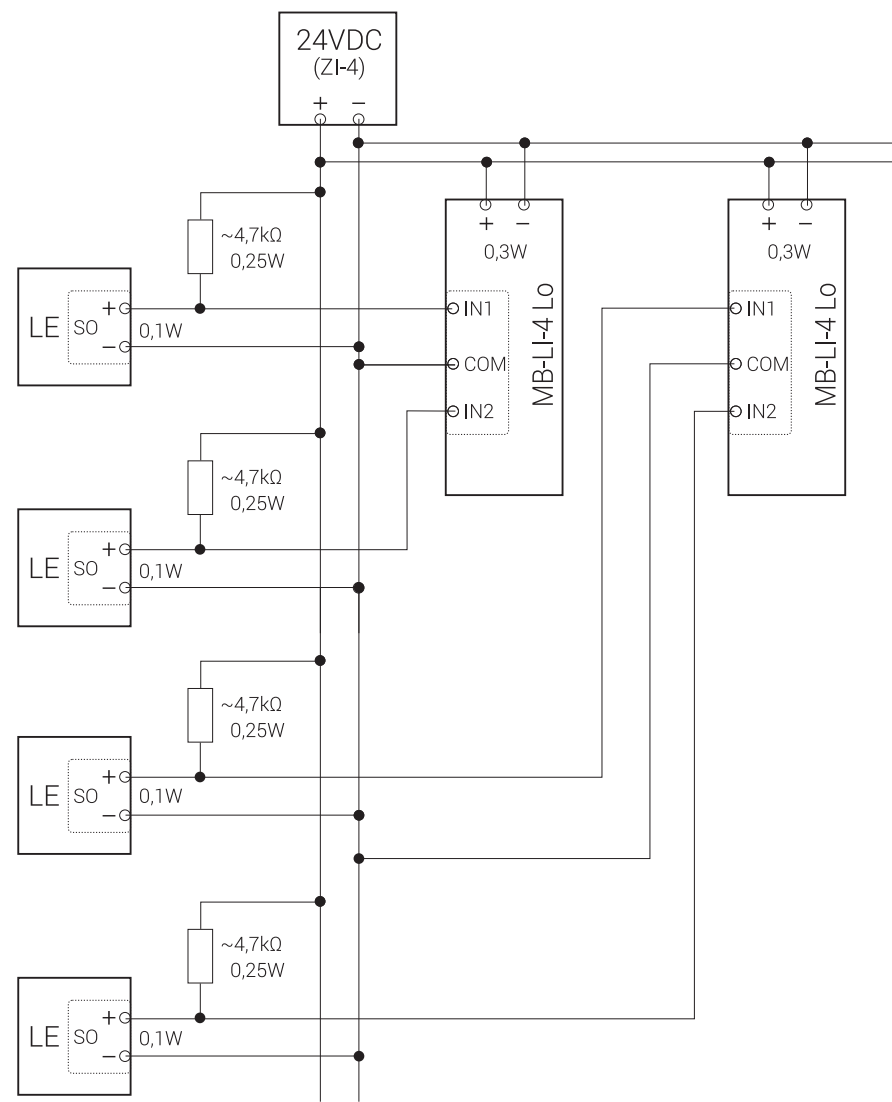 24VDC
(ZI-4)
+ −
+ −
0,3W
IN1
COM
IN2
MB-LI-4 Lo
+ −
0,3W
IN1
COM
IN2
MB-LI-4 Lo
~4,7kΩ
0,25W
LE SO + −
0,1W
~4,7kΩ
0,25W
LE SO + −
0,1W
~4,7kΩ
0,25W
LE SO + −
0,1W
~4,7kΩ
0,25W
LE SO + −
0,1W